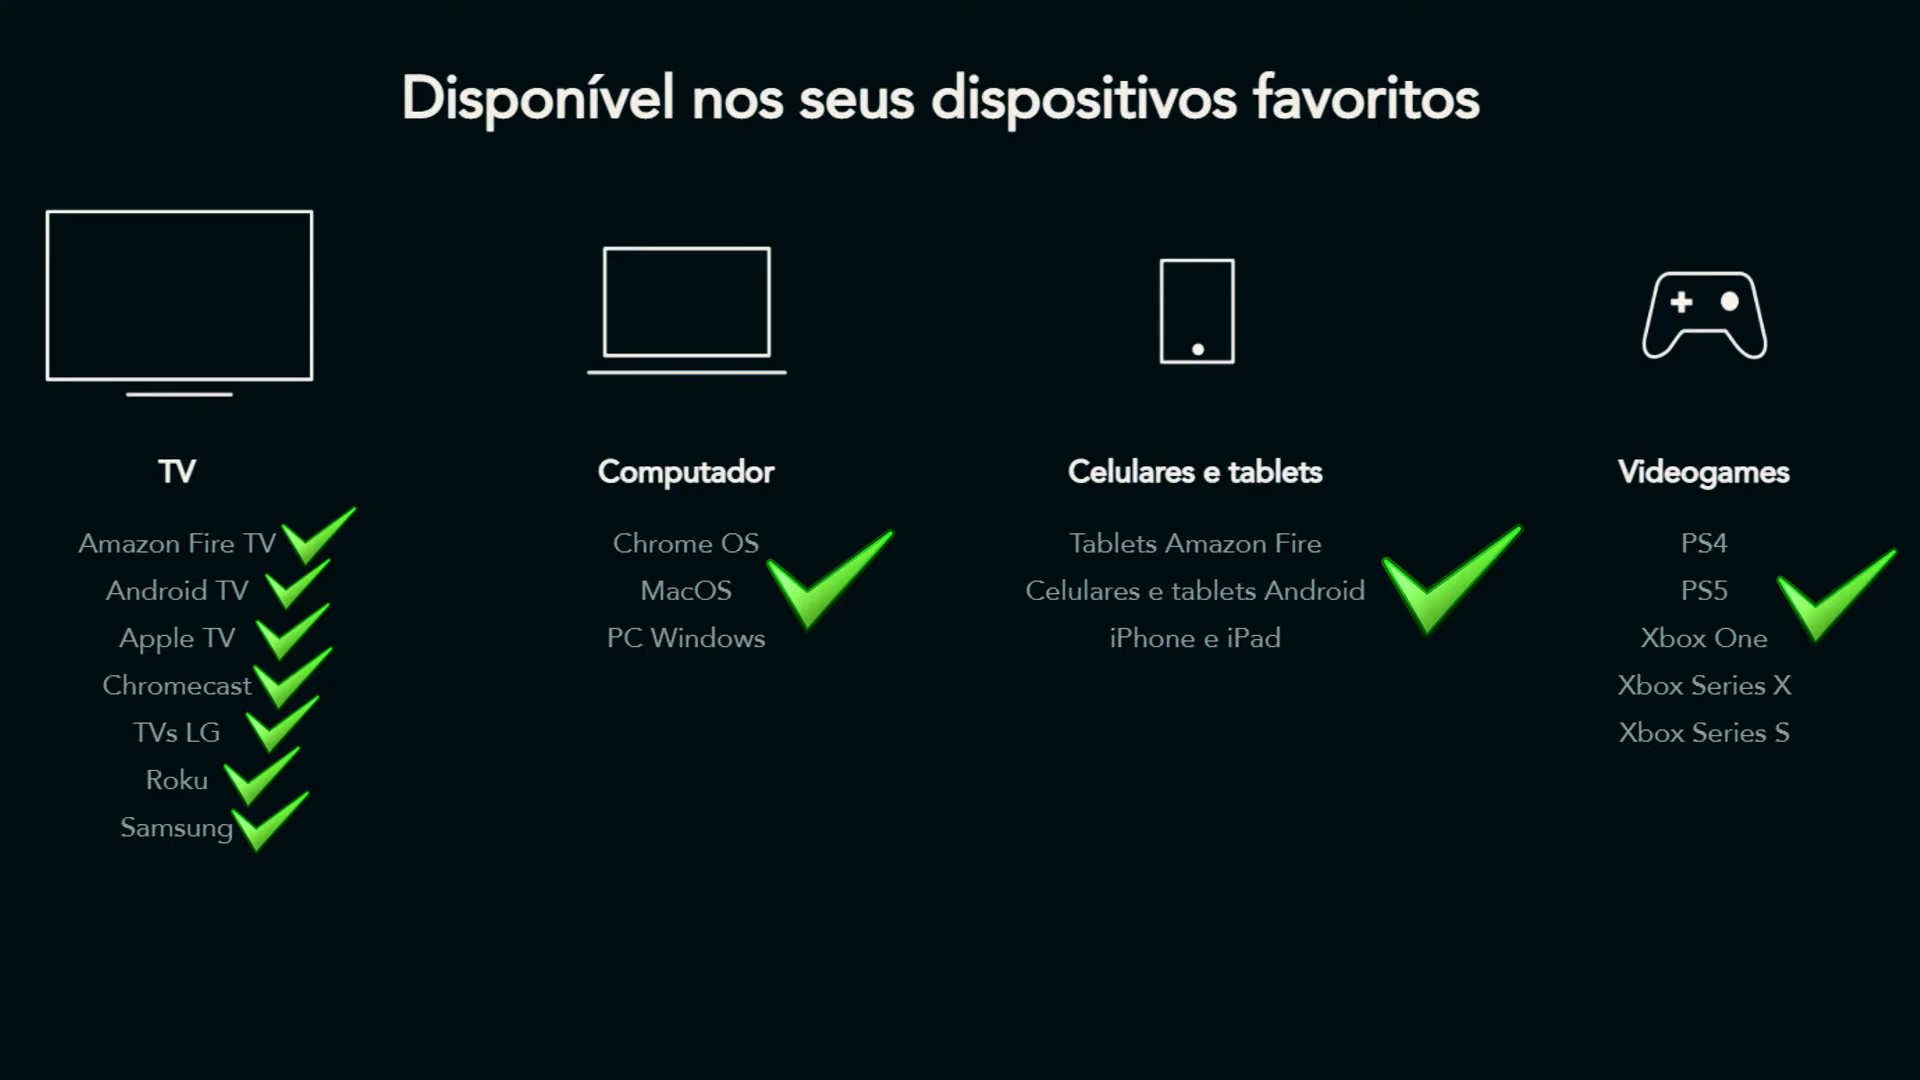 Disponível nos seus dispositivos favoritos
TV
Amazon Fire TV
Android TV
Apple TV
Chromecast
TVs LG
Roku
Samsung
Computador
Chrome OS
MacOS
PC Windows
Celulares e tablets
Tablets Amazon Fire
Celulares e tablets Android
iPhone e iPad
Videogames
PS4
PS5
Xbox One
Xbox Series X
Xbox Series S